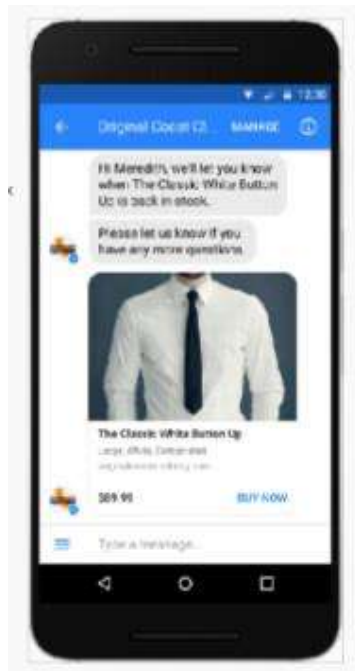 12:30
Original Coast Cl... MANAGE
Hi Meredith, we'll let you know
when The Classic White Button
Up is back in stock.
Please let us know if you
have any more questions
The Classic White Button Up
Large, White,
$89.99 BUY NOW
Type a message...